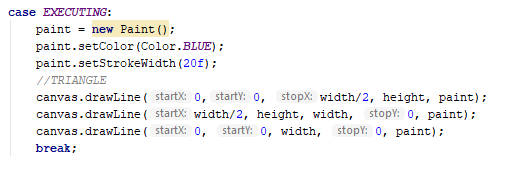 case EXECUTING:
paint = new Paint();
paint.setColor(Color.BLUE);
paint.setStrokeWidth(20f);
//TRIANGLE
canvas.drawLine( startX: 0, startY: 0, stopX: width/2, height, paint);
canvas.drawLine( startX: width/2, height, width, stopY: 0, paint);
canvas.drawLine( startX: 0, startY: 0, width, stopY: 0, paint);
break;